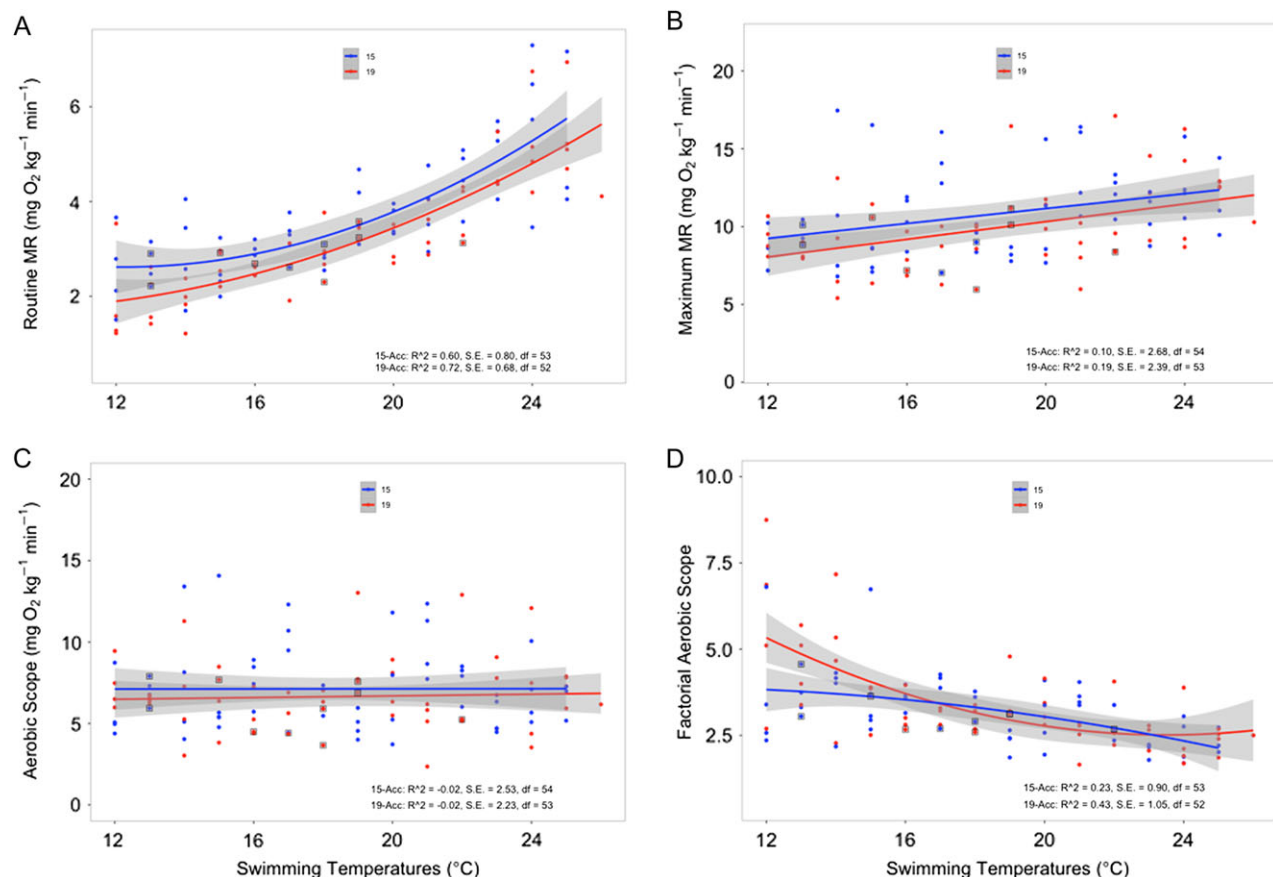 A
Routine MR (mg O₂ kg⁻¹ min⁻¹)
6
4
2
15
19
15-Acc: R^2 = 0.60, S.E. = 0.80, df = 53
19-Acc: R^2 = 0.72, S.E. = 0.68, df = 52
12 16 20 24
B
Maximum MR (mg O₂ kg⁻¹ min⁻¹)
20
15
10
5
0
15
19
15-Acc: R^2 = 0.10, S.E. = 2.68, df = 54
19-Acc: R^2 = 0.19, S.E. = 2.39, df = 53
12 16 20 24
C
Aerobic Scope (mg O₂ kg⁻¹ min⁻¹)
20
15
10
5
0
15
19
15-Acc: R^2 = -0.02, S.E. = 2.53, df = 54
19-Acc: R^2 = -0.02, S.E. = 2.23, df = 53
12 16 20 24
Swimming Temperatures (°C)
D
Factorial Aerobic Scope
10.0
7.5
5.0
2.5
15
19
15-Acc: R^2 = 0.23, S.E. = 0.90, df = 53
19-Acc: R^2 = 0.43, S.E. = 1.05, df = 52
12 16 20 24
Swimming Temperatures (°C)